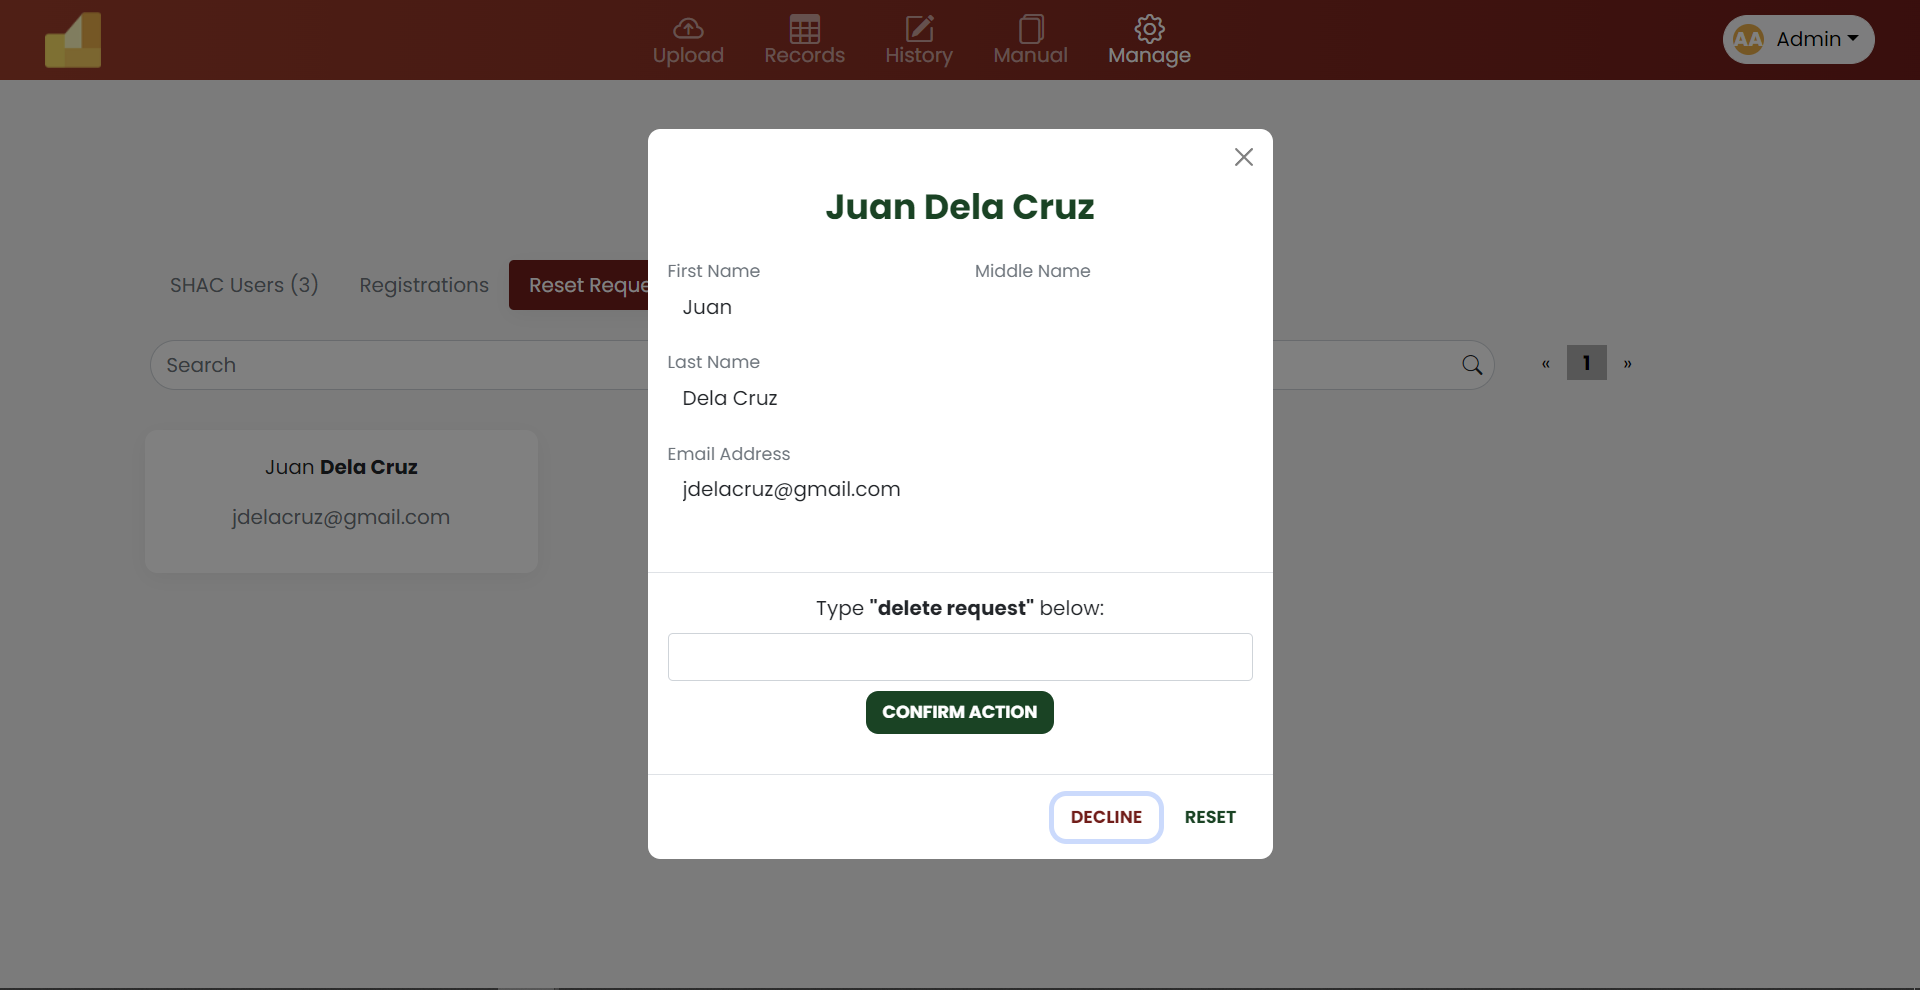 Upload
Records
History
Manual
Manage
AA
Admin
SHAC Users (3)
Registrations
Reset Reque
Search
« 1 »
Juan Dela Cruz
jdelacruz@gmail.com
Juan Dela Cruz
First Name
Middle Name
Juan
Last Name
Dela Cruz
Email Address
jdelacruz@gmail.com
Type "delete request" below:
CONFIRM ACTION
DECLINE
RESET